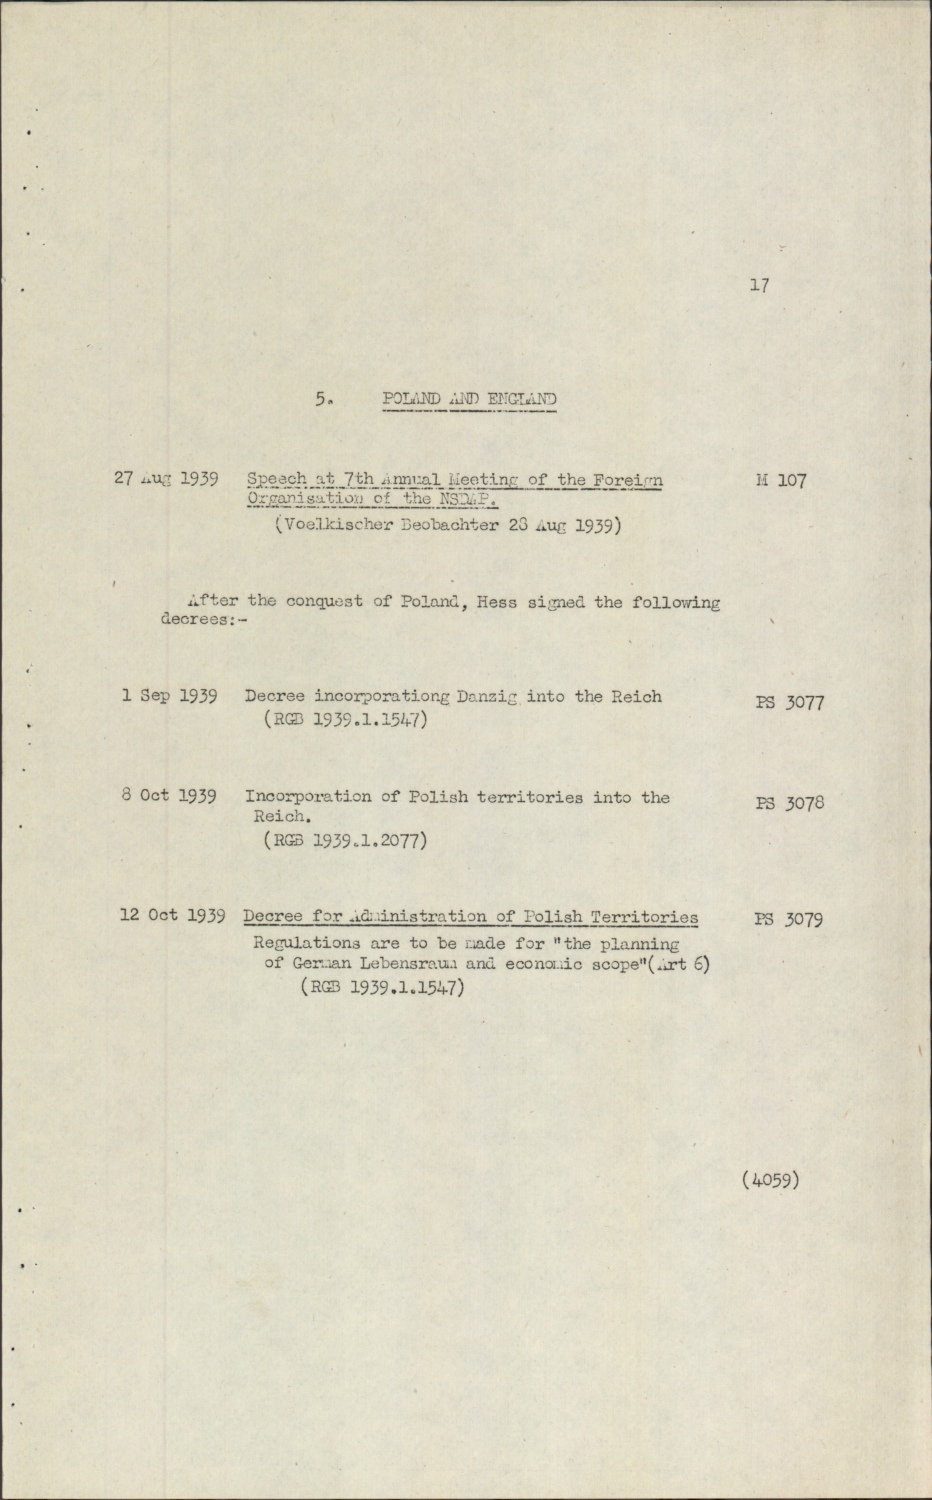 17
5. POLAND AND ENGLAND
27 Aug 1939 Speech at 7th Annual Meeting of the Foreign M 107
Organisation of the NSDAP.
(Voelkischer Beobachter 28 Aug 1939)
After the conquest of Poland, Hess signed the following
decrees:-
1 Sep 1939 Decree incorporationg Danzig into the Reich PS 3077
(RGB 1939.1.1547)
8 Oct 1939 Incorporation of Polish territories into the PS 3078
Reich.
(RGB 1939.1.2077)
12 Oct 1939 Decree for Administration of Polish Territories PS 3079
Regulations are to be made for "the planning
of German Lebensraum and economic scope"(Art 6)
(RGB 1939.1.1547)
(4059)